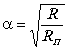 α = √(R / R_П)